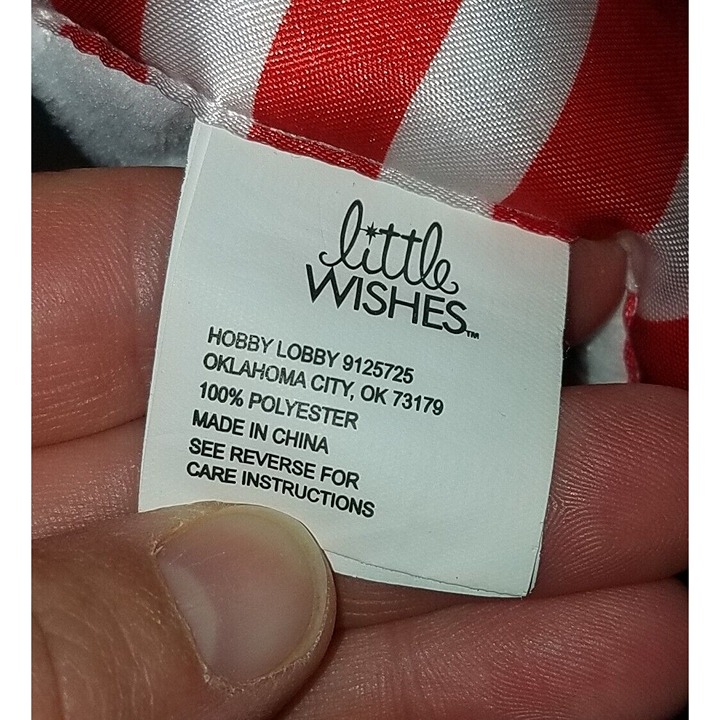 little
WISHES™
HOBBY LOBBY 9125725
OKLAHOMA CITY, OK 73179
100% POLYESTER
MADE IN CHINA
SEE REVERSE FOR
CARE INSTRUCTIONS